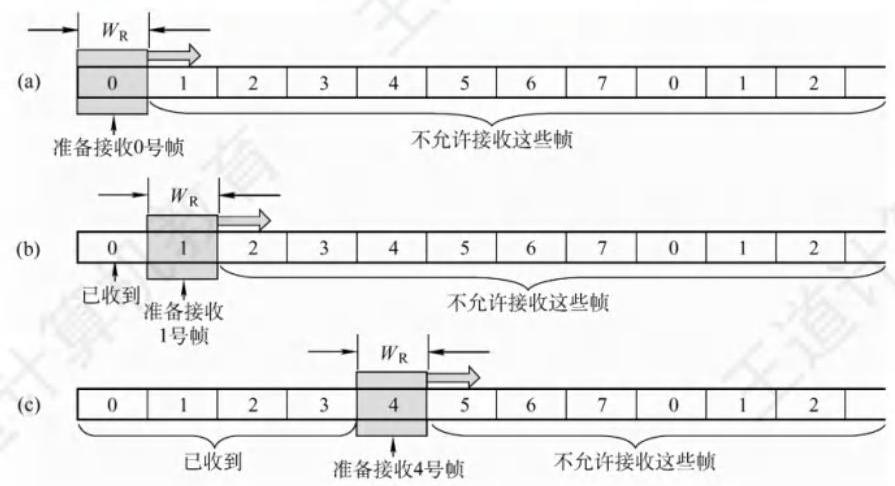 W_R
(a) 0 1 2 3 4 5 6 7 0 1 2
准备接收0号帧 不允许接收这些帧
W_R
(b) 0 1 2 3 4 5 6 7 0 1 2
已收到 准备接收 不允许接收这些帧
1号帧
W_R
(c) 0 1 2 3 4 5 6 7 0 1 2
已收到 准备接收4号帧 不允许接收这些帧